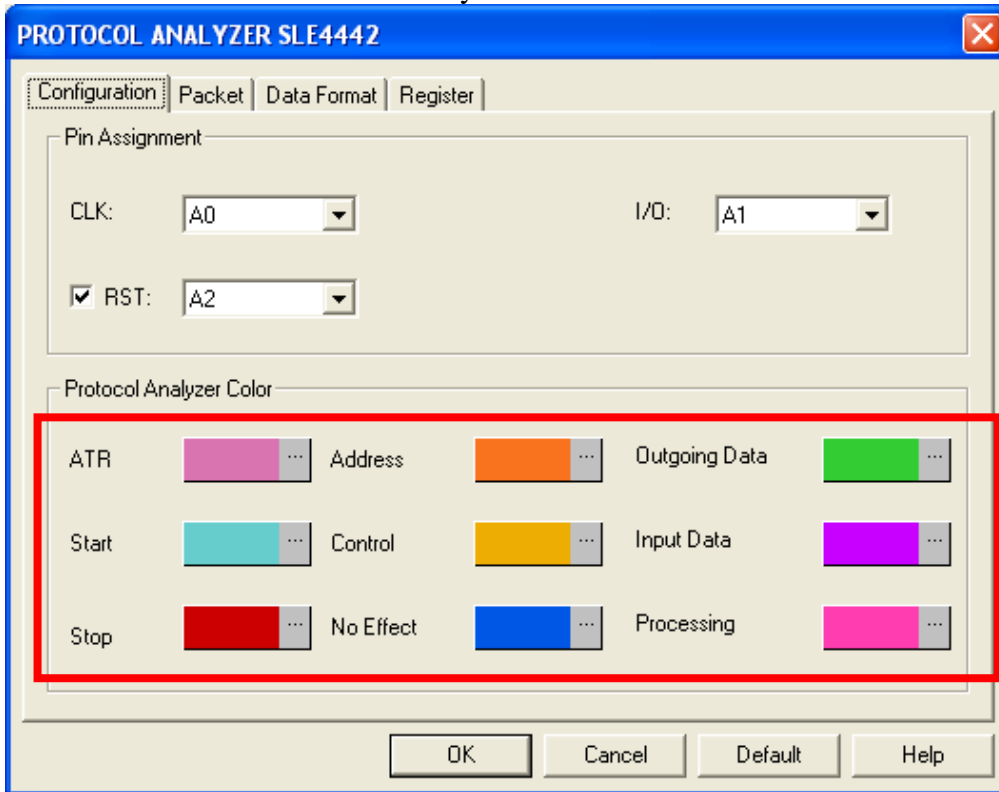 PROTOCOL ANALYZER SLE4442
Configuration Packet Data Format Register
Pin Assignment
CLK: A0 I/O: A1
RST: A2
Protocol Analyzer Color
ATR ... Address ... Outgoing Data ...
Start ... Control ... Input Data ...
Stop ... No Effect ... Processing ...
OK Cancel Default Help